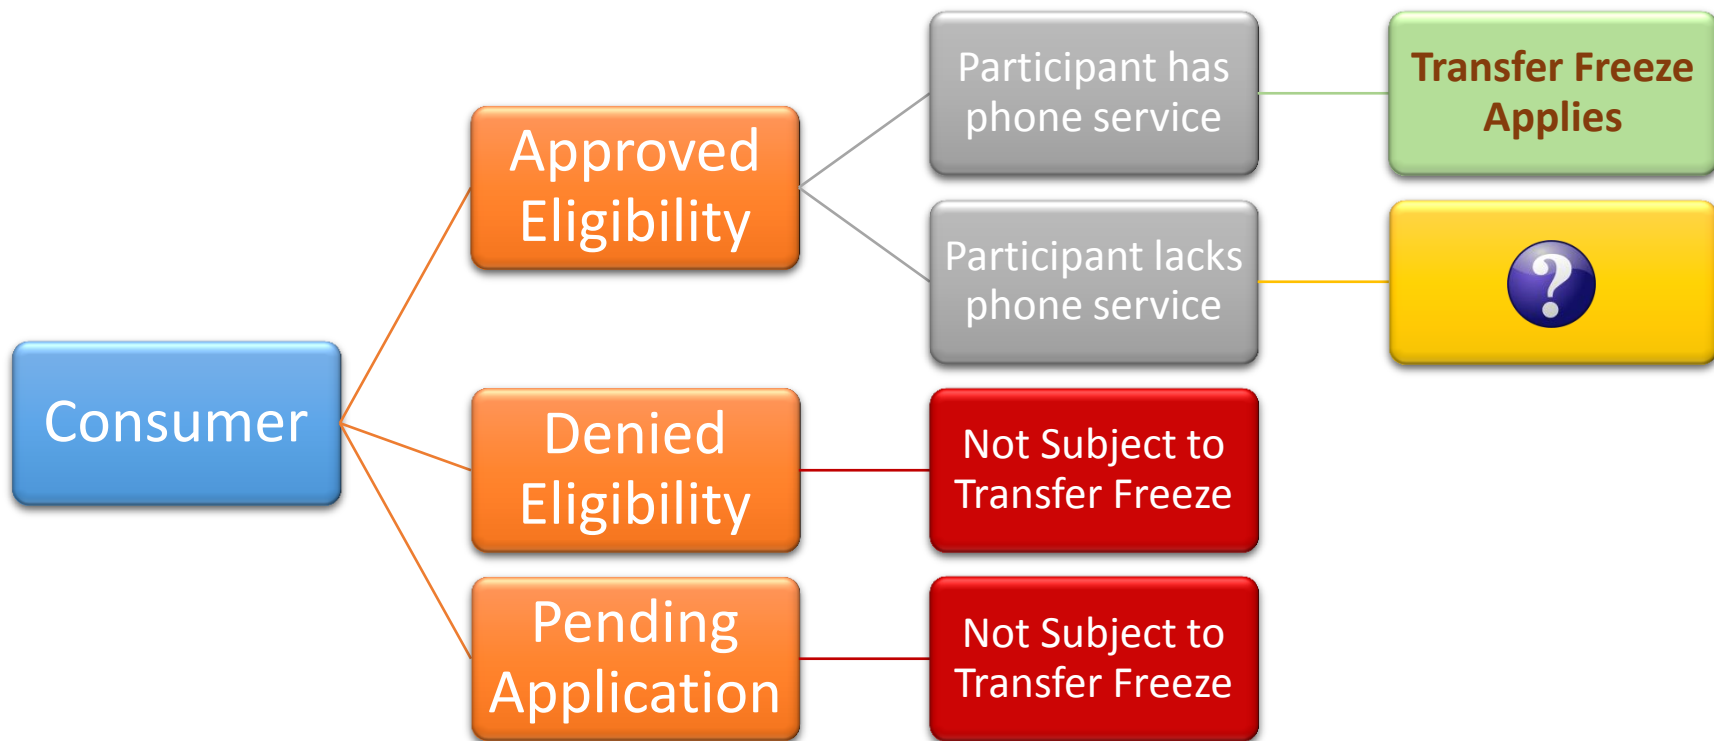 Consumer
Approved
Eligibility
Participant has
phone service
Transfer Freeze
Applies
Participant lacks
phone service
?
Denied
Eligibility
Not Subject to
Transfer Freeze
Pending
Application
Not Subject to
Transfer Freeze